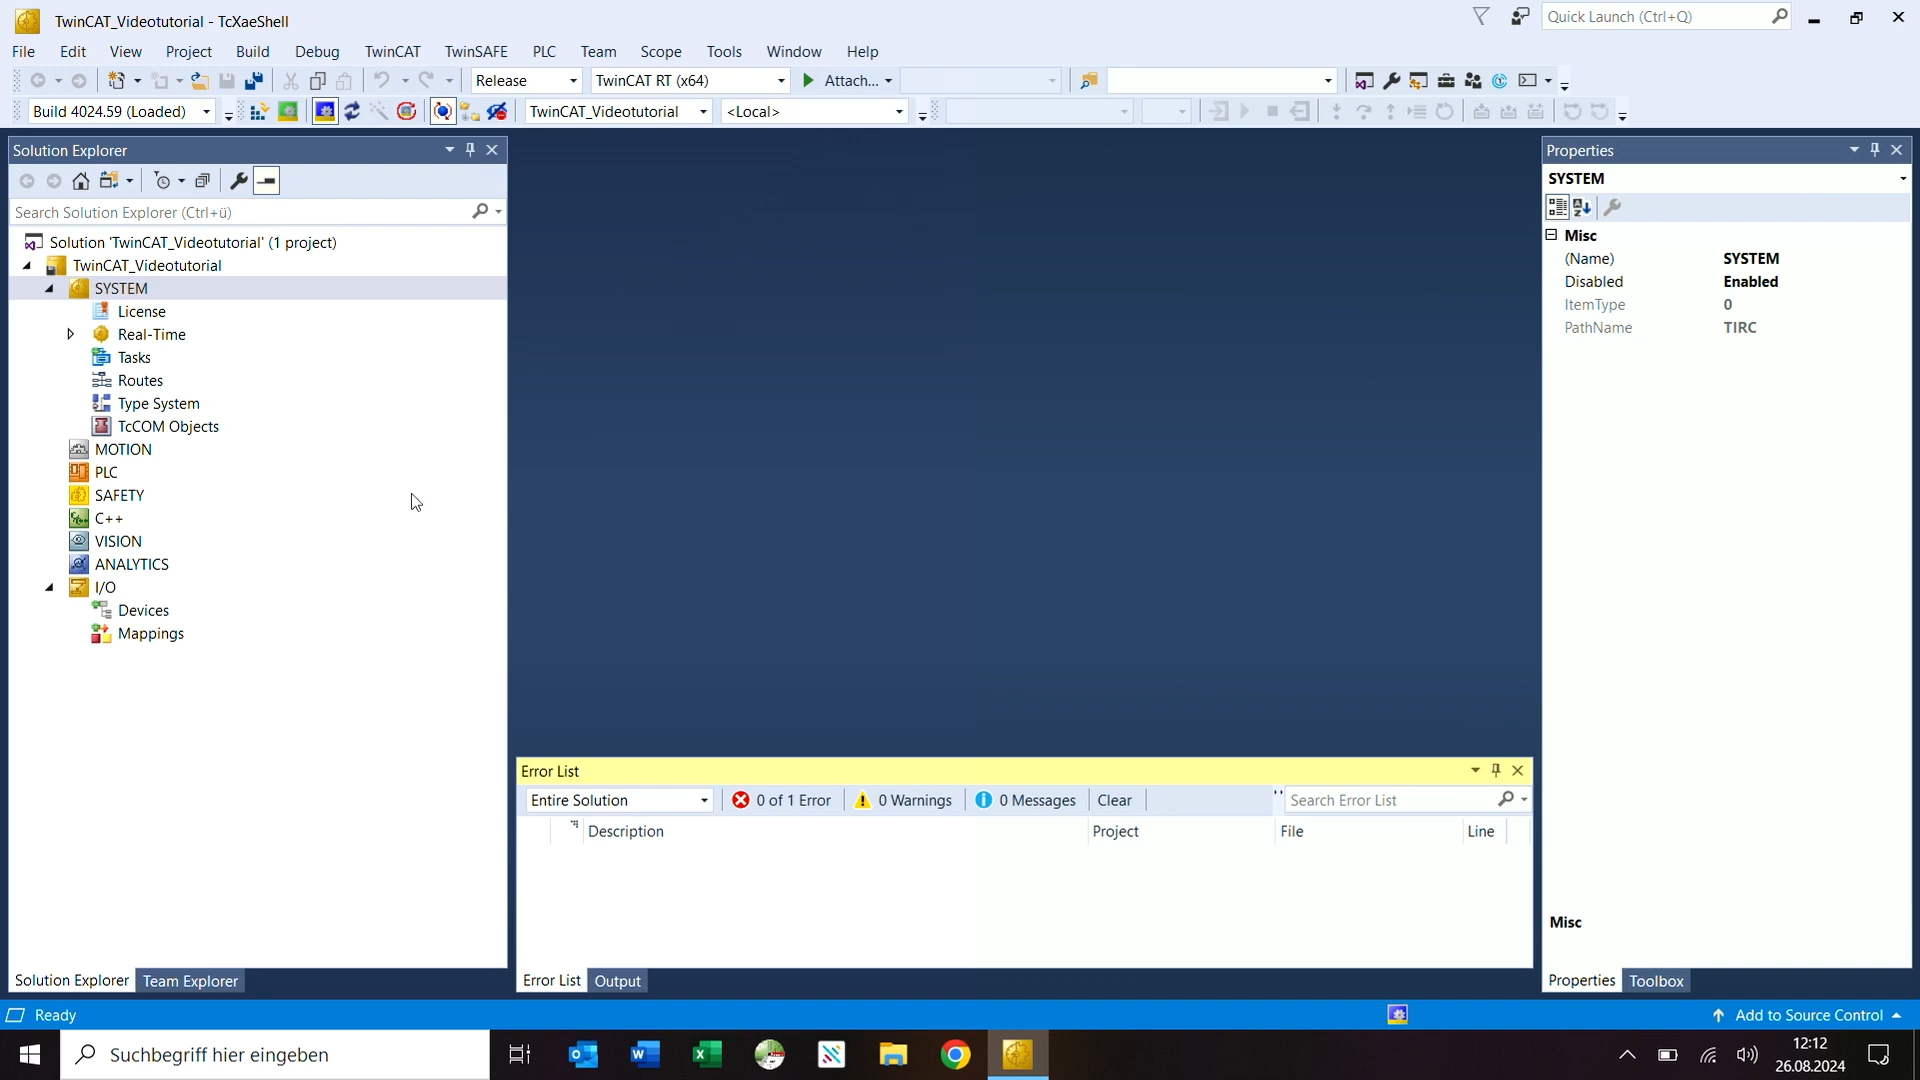 TwinCAT_Videotutorial - TcXaeShell
Quick Launch (Ctrl+Q)
File Edit View Project Build Debug TwinCAT TwinSAFE PLC Team Scope Tools Window Help
Release TwinCAT RT (x64) Attach...
Build 4024.59 (Loaded) TwinCAT_Videotutorial <Local>
Solution Explorer
Search Solution Explorer (Ctrl+ü)
Solution 'TwinCAT_Videotutorial' (1 project)
TwinCAT_Videotutorial
SYSTEM
License
Real-Time
Tasks
Routes
Type System
TcCOM Objects
MOTION
PLC
SAFETY
C++
VISION
ANALYTICS
I/O
Devices
Mappings
Solution Explorer Team Explorer
Error List
Entire Solution 0 of 1 Error 0 Warnings 0 Messages Clear Search Error List
Description Project File Line
Error List Output
Properties
SYSTEM
Misc
(Name) SYSTEM
Disabled Enabled
ItemType 0
PathName TIRC
Misc
Properties Toolbox
Ready Add to Source Control
Suchbegriff hier eingeben
12:12
26.08.2024